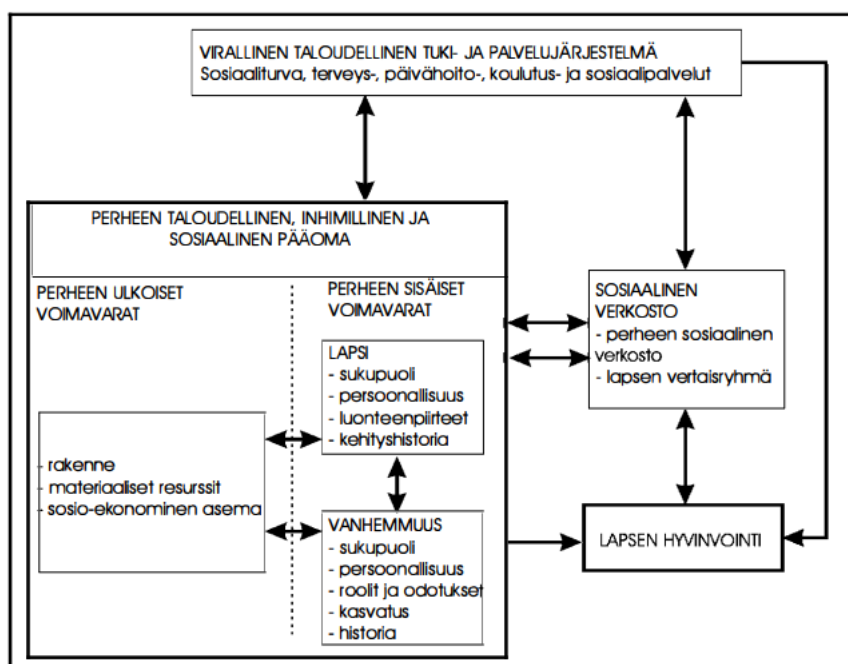 VIRALLINEN TALOUDELLINEN TUKI- JA PALVELUJÄRJESTELMÄ
Sosiaaliturva, terveys-, päivähoito-, koulutus- ja sosiaalipalvelut
PERHEEN TALOUDELLINEN, INHIMILLINEN JA
SOSIAALINEN PÄÄOMA
PERHEEN ULKOISET
VOIMAVARAT
- rakenne
- materiaaliset resurssit
- sosio-ekonominen asema
PERHEEN SISÄISET
VOIMAVARAT
LAPSI
- sukupuoli
- persoonallisuus
- luonteenpiirteet
- kehityshistoria
VANHEMMUUS
- sukupuoli
- persoonallisuus
- roolit ja odotukset
- kasvatus
- historia
SOSIAALINEN
VERKOSTO
- perheen sosiaalinen
verkosto
- lapsen vertaisryhmä
LAPSEN HYVINVOINTI